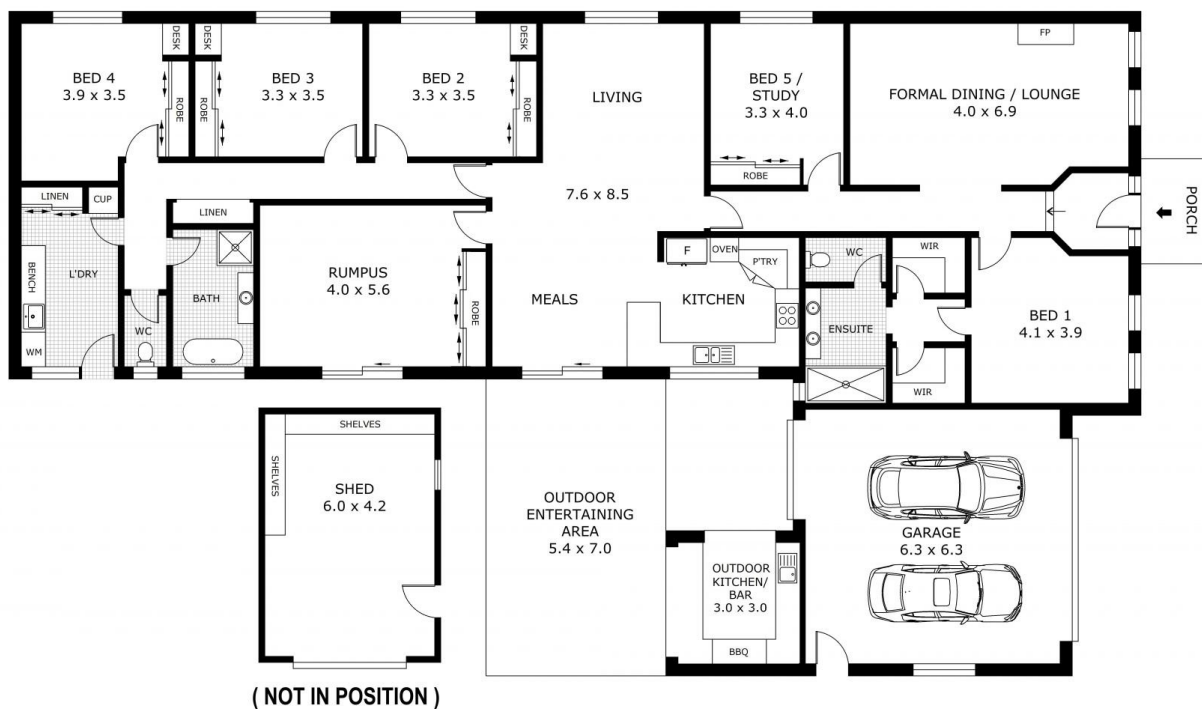 DESK
DESK
DESK
FP
BED 4
3.9 x 3.5
ROBE
ROBE
BED 3
3.3 x 3.5
BED 2
3.3 x 3.5
ROBE
LIVING
BED 5 /
STUDY
3.3 x 4.0
ROBE
FORMAL DINING / LOUNGE
4.0 x 6.9
PORCH
LINEN
CUP
LINEN
7.6 x 8.5
BENCH
L'DRY
WM
WC
BATH
RUMPUS
4.0 x 5.6
ROBE
MEALS
F
OVEN
P'TRY
KITCHEN
WC
ENSUITE
WIR
WIR
BED 1
4.1 x 3.9
SHELVES
SHELVES
SHED
6.0 x 4.2
OUTDOOR
ENTERTAINING
AREA
5.4 x 7.0
OUTDOOR
KITCHEN/
BAR
3.0 x 3.0
BBQ
GARAGE
6.3 x 6.3
( NOT IN POSITION )